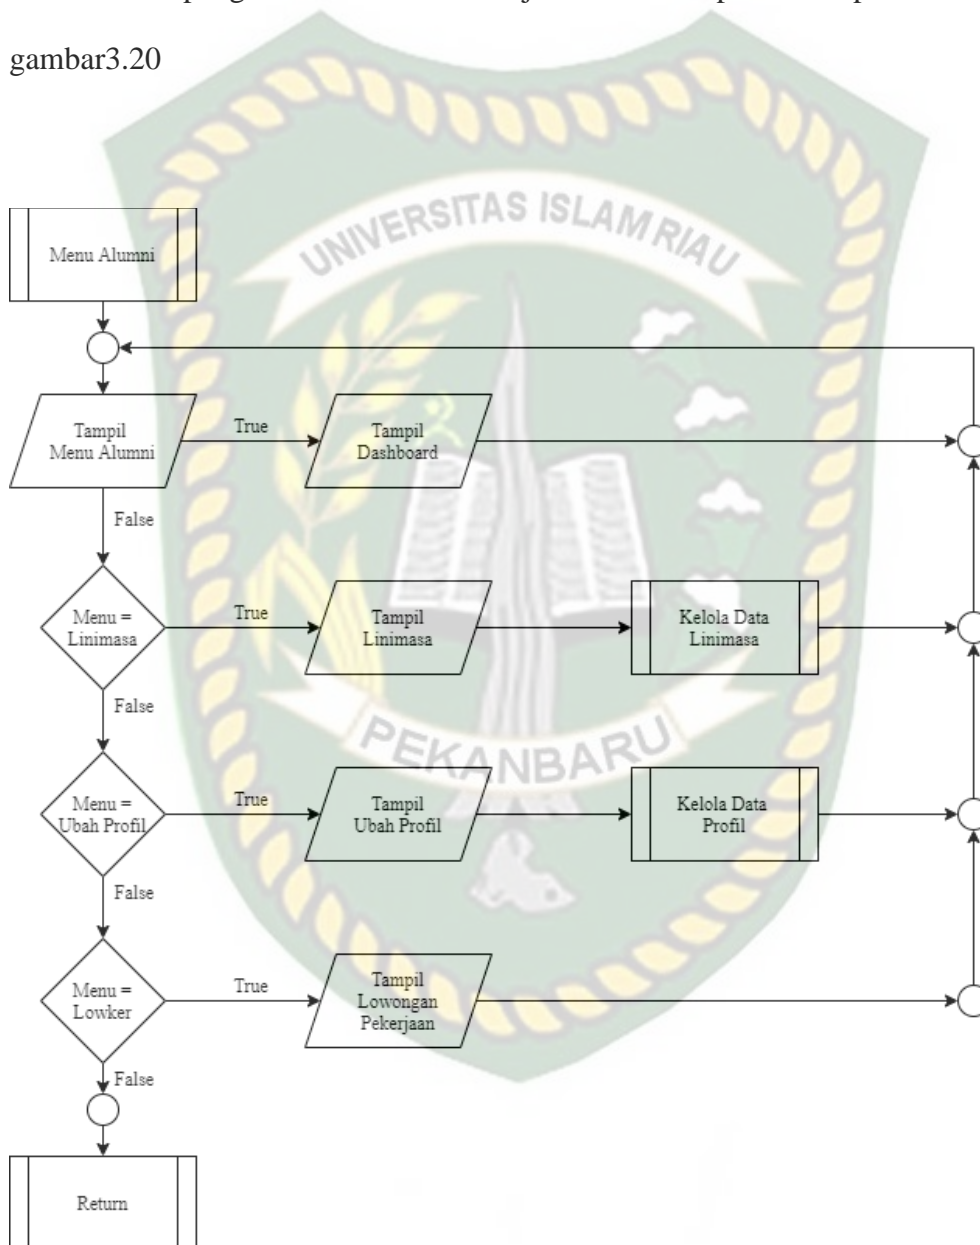 gambar3.20
UNIVERSITAS ISLAM RIAU
Menu Alumni
Tampil
Menu Alumni
True
Tampil
Dashboard
False
Menu =
Linimasa
True
Tampil
Linimasa
Kelola Data
Linimasa
False
PEKANBARU
Menu =
Ubah Profil
True
Tampil
Ubah Profil
Kelola Data
Profil
False
Menu =
Lowker
True
Tampil
Lowongan
Pekerjaan
False
Return